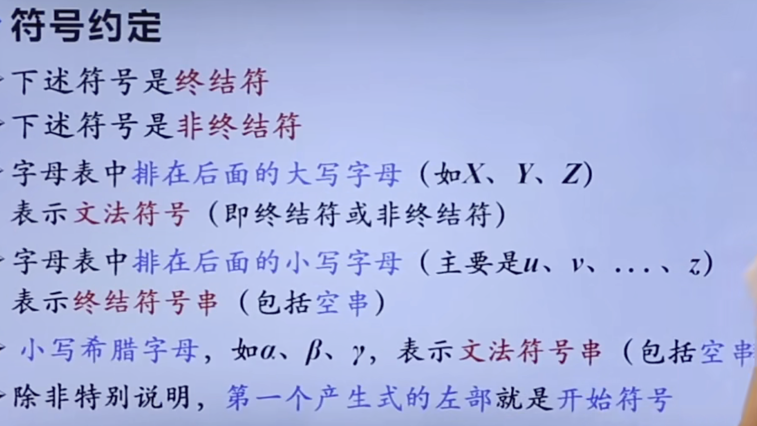 符号约定
下述符号是终结符
下述符号是非终结符
字母表中排在后面的大写字母（如X、Y、Z）
表示文法符号（即终结符或非终结符）
字母表中排在后面的小写字母（主要是u、v、...、z）
表示终结符号串（包括空串）
小写希腊字母，如α、β、γ，表示文法符号串（包括空串
除非特别说明，第一个产生式的左部就是开始符号